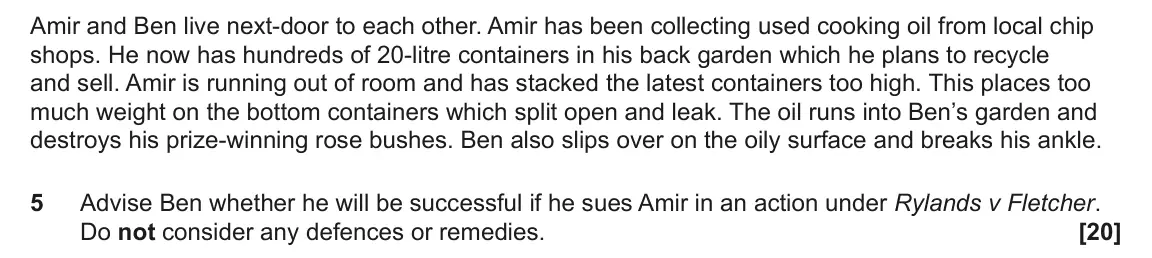 Amir and Ben live next-door to each other. Amir has been collecting used cooking oil from local chip
shops. He now has hundreds of 20-litre containers in his back garden which he plans to recycle
and sell. Amir is running out of room and has stacked the latest containers too high. This places too
much weight on the bottom containers which split open and leak. The oil runs into Ben’s garden and
destroys his prize-winning rose bushes. Ben also slips over on the oily surface and breaks his ankle.
5 Advise Ben whether he will be successful if he sues Amir in an action under Rylands v Fletcher.
Do not consider any defences or remedies. [20]